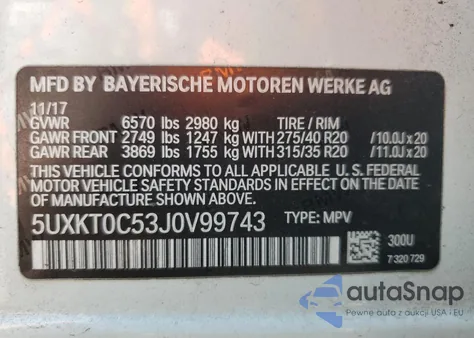 MFD BY BAYERISCHE MOTOREN WERKE AG
11/17
GVWR 6570 lbs 2980 kg TIRE / RIM
GAWR FRONT 2749 lbs 1247 kg WITH 275/40 R20 /10.0J x 20
GAWR REAR 3869 lbs 1755 kg WITH 315/35 R20 /11.0J x 20
THIS VEHICLE CONFORMS TO ALL APPLICABLE U.S. FEDERAL
MOTOR VEHICLE SAFETY STANDARDS IN EFFECT ON THE DATE
OF MANUFACTURE SHOWN ABOVE.
5UXKT0C53J0V99743 TYPE: MPV
300U
7 320 729
autoSnap
Pewne auta z aukcji USA i EU